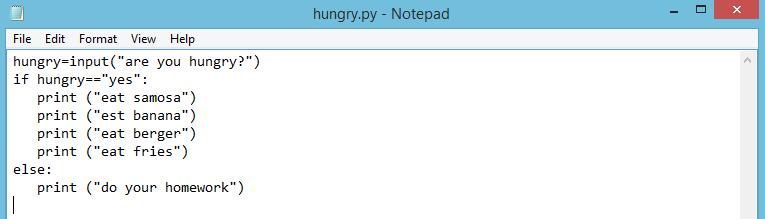 hungry.py - Notepad
File Edit Format View Help
hungry=input("are you hungry?")
if hungry=="yes":
   print ("eat samosa")
   print ("est banana")
   print ("eat berger")
   print ("eat fries")
else:
   print ("do your homework")